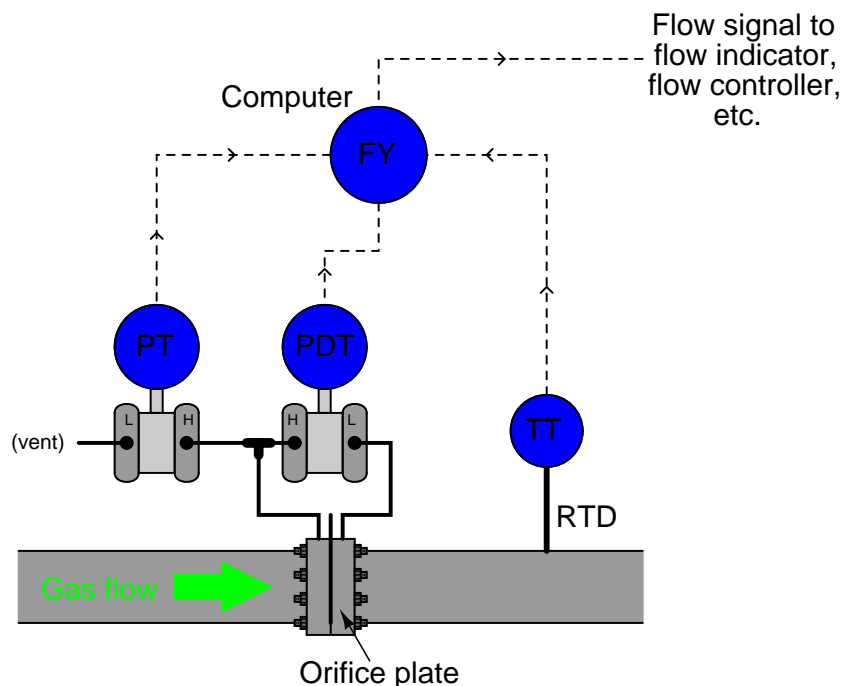 Flow signal to
flow indicator,
flow controller,
etc.
Computer
FY
PT
PDT
L
H
H
L
(vent)
TT
RTD
Gas flow
Orifice plate